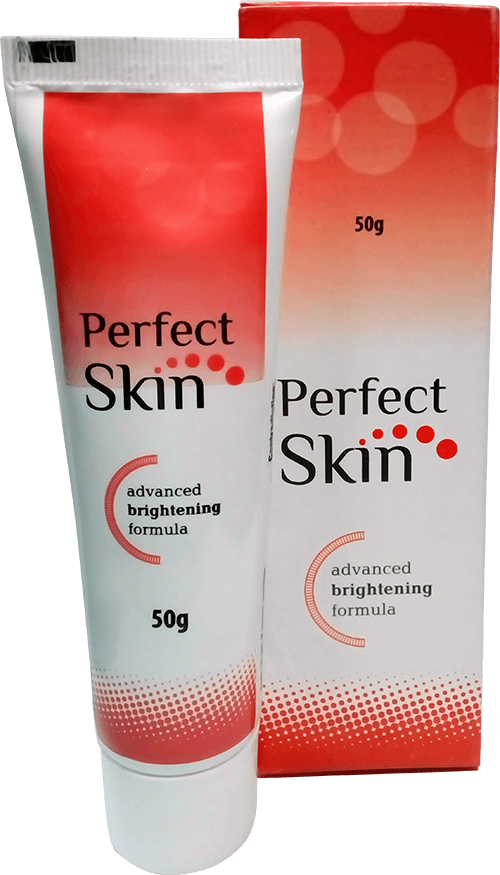 Perfect
Skin
advanced
brightening
formula
50g
50g
Perfect
Skin
advanced
brightening
formula